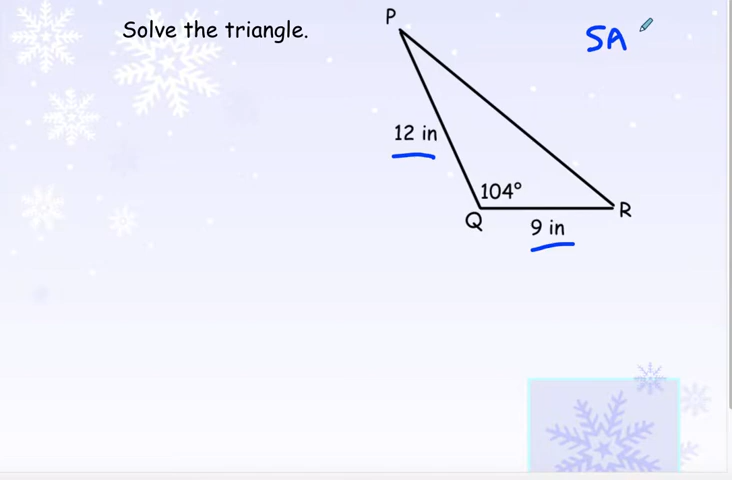 Solve the triangle.
P
SA
12 in
104°
Q
R
9 in